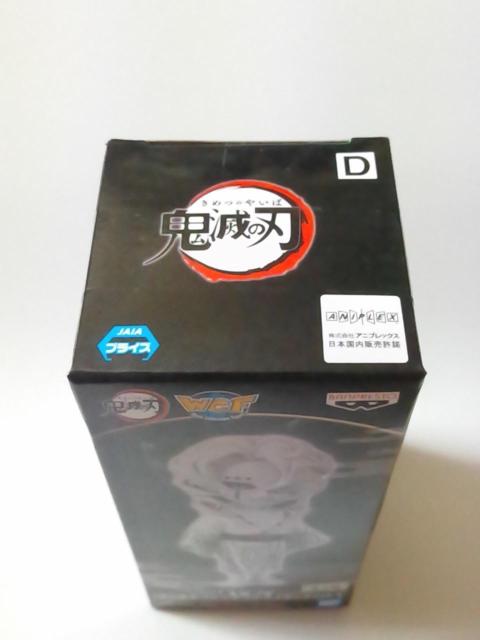 D
きめつのやいば
鬼滅の刃
ANIPLEX
株式会社アニプレックス
日本国内販売許諾
JAIA
プライズ
鬼滅の刃
WCF
BANPRESTO